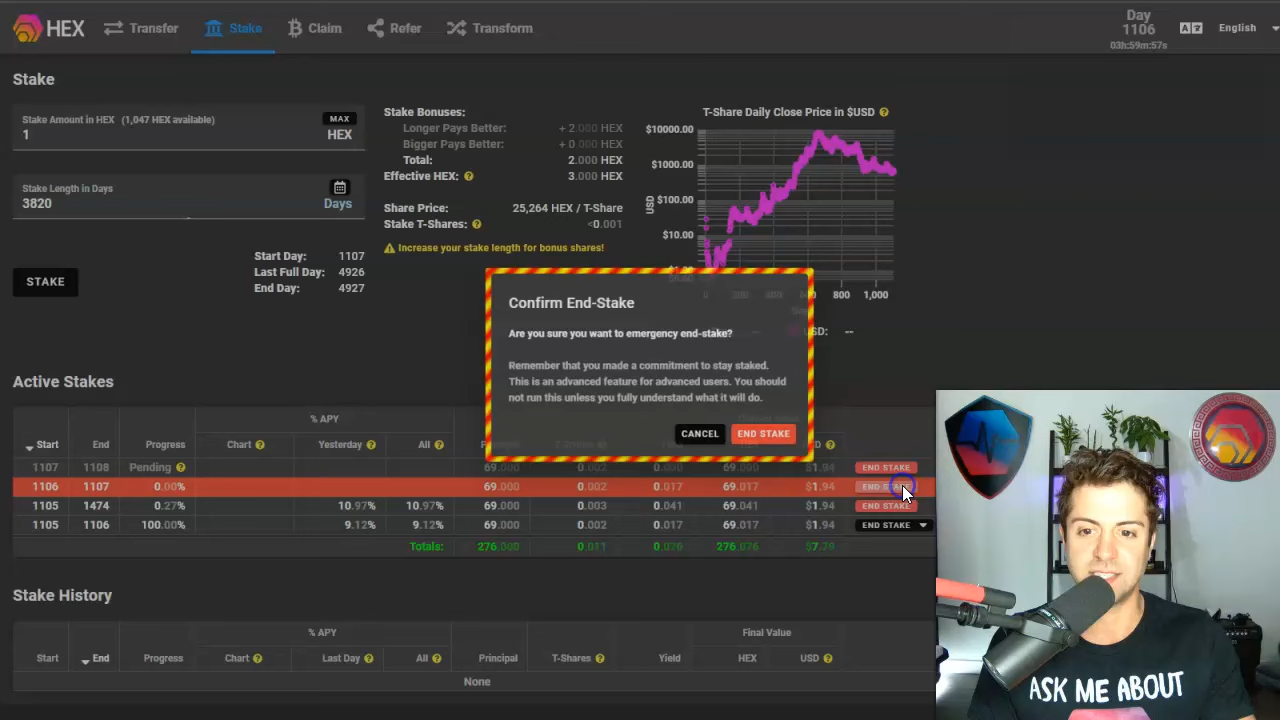 HEX
Transfer
Stake
Claim
Refer
Transform
Day
1106
03h:59m:57s
English
Stake
Stake Amount in HEX (1,047 HEX available)
MAX
1
HEX
Stake Length in Days
3820
Days
Start Day: 1107
Last Full Day: 4926
End Day: 4927
STAKE
Stake Bonuses:
Longer Pays Better: + 2.000 HEX
Bigger Pays Better: + 0.000 HEX
Total: 2.000 HEX
Effective HEX: 3.000 HEX
Share Price: 25,264 HEX / T-Share
Stake T-Shares: <0.001
Increase your stake length for bonus shares!
T-Share Daily Close Price in $USD
$10000.00
$1000.00
$100.00
$10.00
USD
0 200 400 800 1,000
USD: --
Confirm End-Stake
Are you sure you want to emergency end-stake?
Remember that you made a commitment to stay staked.
This is an advanced feature for advanced users. You should
not run this unless you fully understand what it will do.
CANCEL
END STAKE
Active Stakes
% APY
Start End Progress Chart Yesterday All
1107 1108 Pending 69.000 0.002 0.000 69.000 $1.94 END STAKE
1106 1107 0.00% 69.000 0.002 0.017 69.017 $1.94 END STAKE
1105 1474 0.27% 10.97% 10.97% 69.000 0.003 0.041 69.041 $1.94 END STAKE
1105 1106 100.00% 9.12% 9.12% 69.000 0.002 0.017 69.017 $1.94 END STAKE
Totals: 276.000 0.011 0.076 276.076 $7.79
Stake History
% APY
Final Value
Start End Progress Chart Last Day All Principal T-Shares Yield HEX USD
None
ASK ME ABOUT